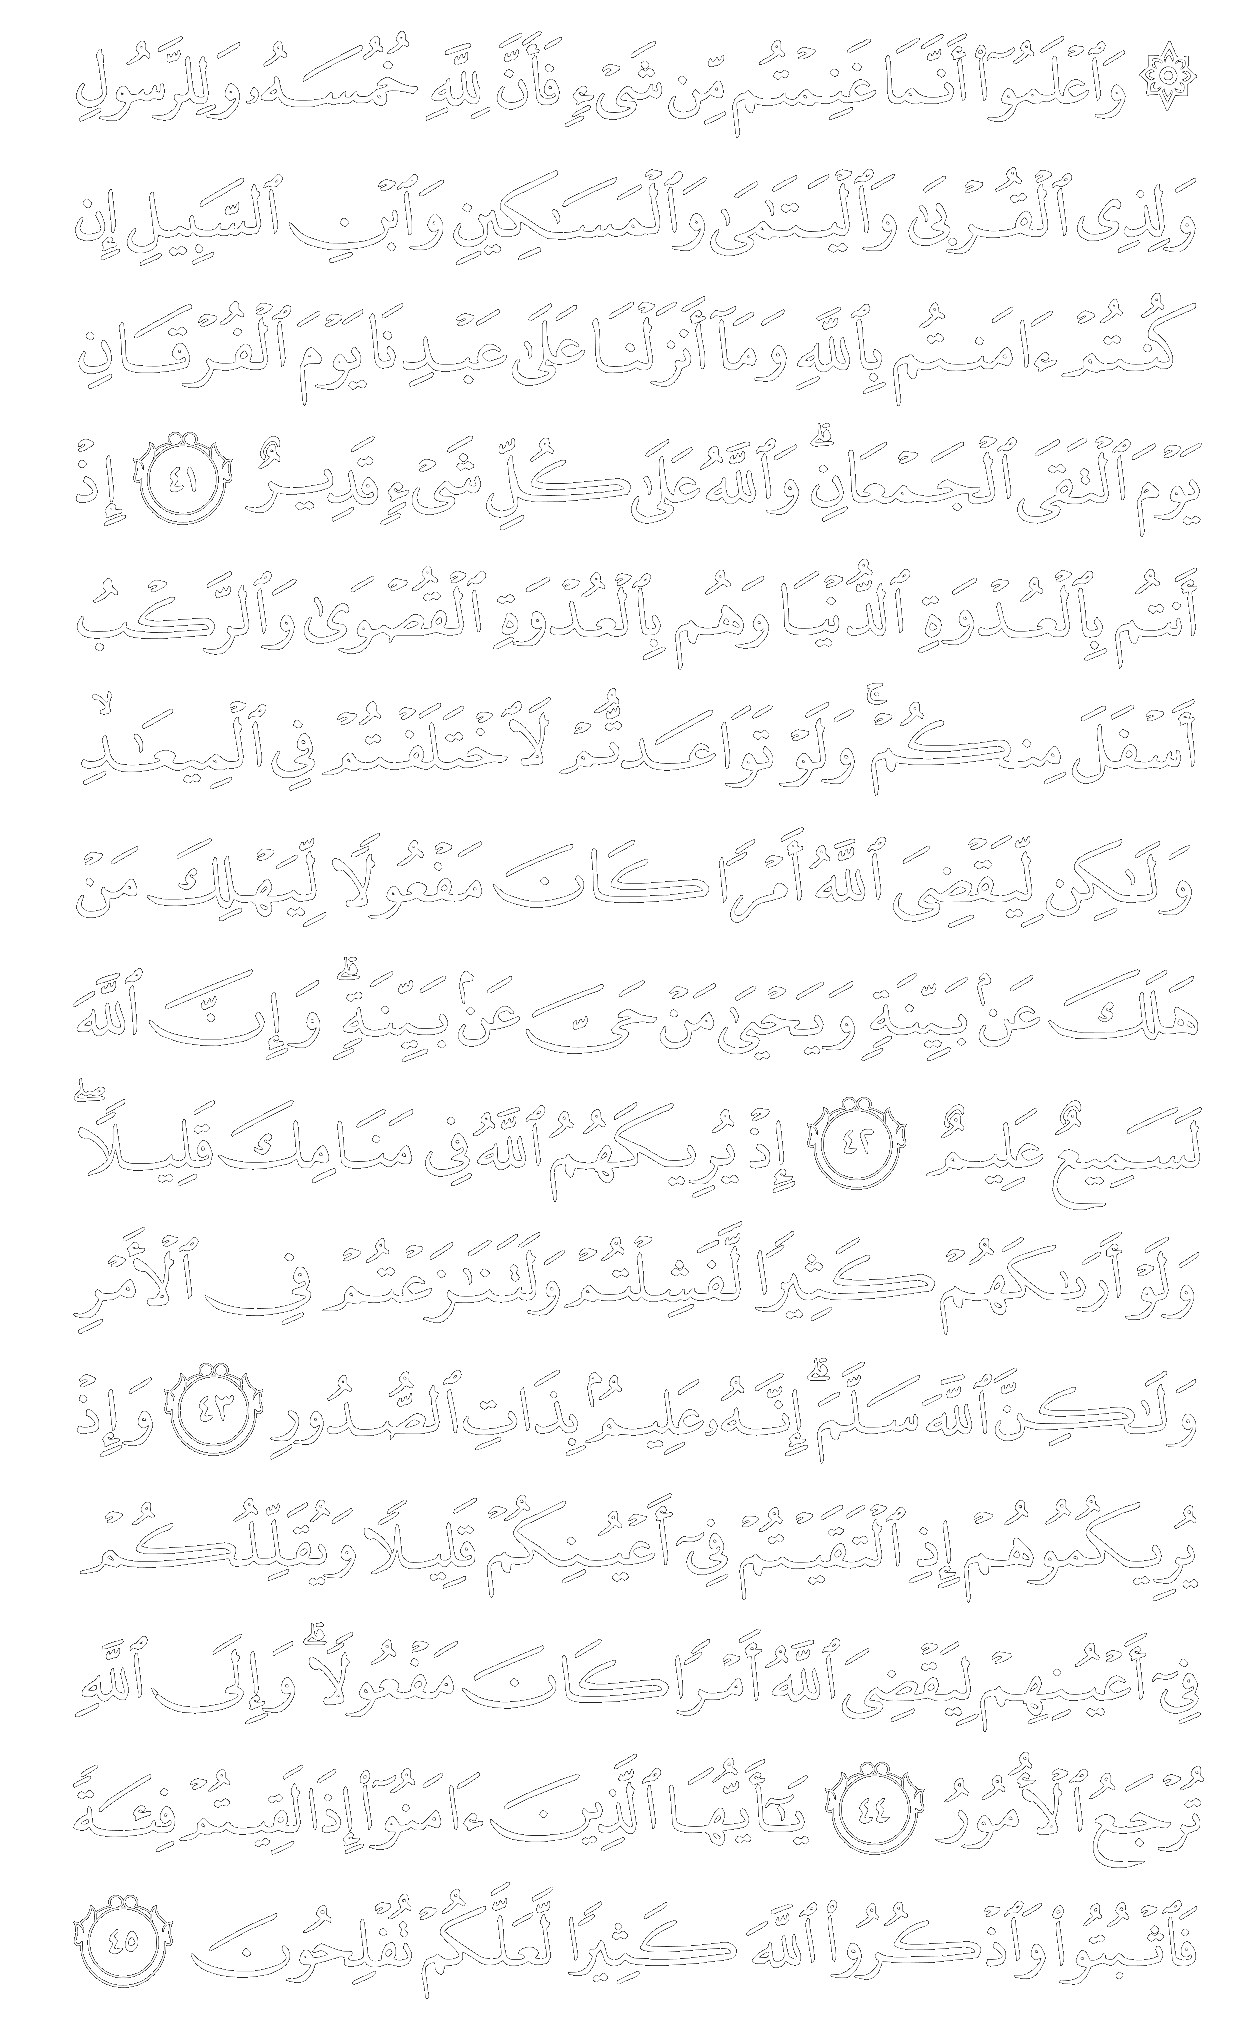 ۞ وَٱعْلَمُوٓا۟ أَنَّمَا غَنِمْتُم مِّن شَىْءٍ فَأَنَّ لِلَّهِ خُمُسَهُۥ وَلِلرَّسُولِ
وَلِذِى ٱلْقُرْبَىٰ وَٱلْيَتَـٰمَىٰ وَٱلْمَسَـٰكِينِ وَٱبْنِ ٱلسَّبِيلِ إِن
كُنتُمْ ءَامَنتُم بِٱللَّهِ وَمَآ أَنزَلْنَا عَلَىٰ عَبْدِنَا يَوْمَ ٱلْفُرْقَانِ
يَوْمَ ٱلْتَقَى ٱلْجَمْعَانِ ۗ وَٱللَّهُ عَلَىٰ كُلِّ شَىْءٍ قَدِيرٌ ٤١ إِذْ
أَنتُم بِٱلْعُدْوَةِ ٱلدُّنْيَا وَهُم بِٱلْعُدْوَةِ ٱلْقُصْوَىٰ وَٱلرَّكْبُ
أَسْفَلَ مِنكُمْ ۚ وَلَوْ تَوَاعَدتُّمْ لَٱخْتَلَفْتُمْ فِى ٱلْمِيعَـٰدِ ۙ
وَلَـٰكِن لِّيَقْضِىَ ٱللَّهُ أَمْرًا كَانَ مَفْعُولًا لِّيَهْلِكَ مَنْ
هَلَكَ عَنۢ بَيِّنَةٍ وَيَحْيَىٰ مَنْ حَىَّ عَنۢ بَيِّنَةٍ ۗ وَإِنَّ ٱللَّهَ
لَسَمِيعٌ عَلِيمٌ ٤٢ إِذْ يُرِيكَهُمُ ٱللَّهُ فِى مَنَامِكَ قَلِيلًا ۖ
وَلَوْ أَرَىٰكَهُمْ كَثِيرًا لَّفَشِلْتُمْ وَلَتَنَـٰزَعْتُمْ فِى ٱلْأَمْرِ
وَلَـٰكِنَّ ٱللَّهَ سَلَّمَ ۗ إِنَّهُۥ عَلِيمٌۢ بِذَاتِ ٱلصُّدُورِ ٤٣ وَإِذْ
يُرِيكُمُوهُمْ إِذِ ٱلْتَقَيْتُمْ فِىٓ أَعْيُنِكُمْ قَلِيلًا وَيُقَلِّلُكُمْ
فِىٓ أَعْيُنِهِمْ لِيَقْضِىَ ٱللَّهُ أَمْرًا كَانَ مَفْعُولًا ۗ وَإِلَى ٱللَّهِ
تُرْجَعُ ٱلْأُمُورُ ٤٤ يَـٰٓأَيُّهَا ٱلَّذِينَ ءَامَنُوٓا۟ إِذَا لَقِيتُمْ فِئَةً
فَٱثْبُتُوا۟ وَٱذْكُرُوا۟ ٱللَّهَ كَثِيرًا لَّعَلَّكُمْ تُفْلِحُونَ ٤٥